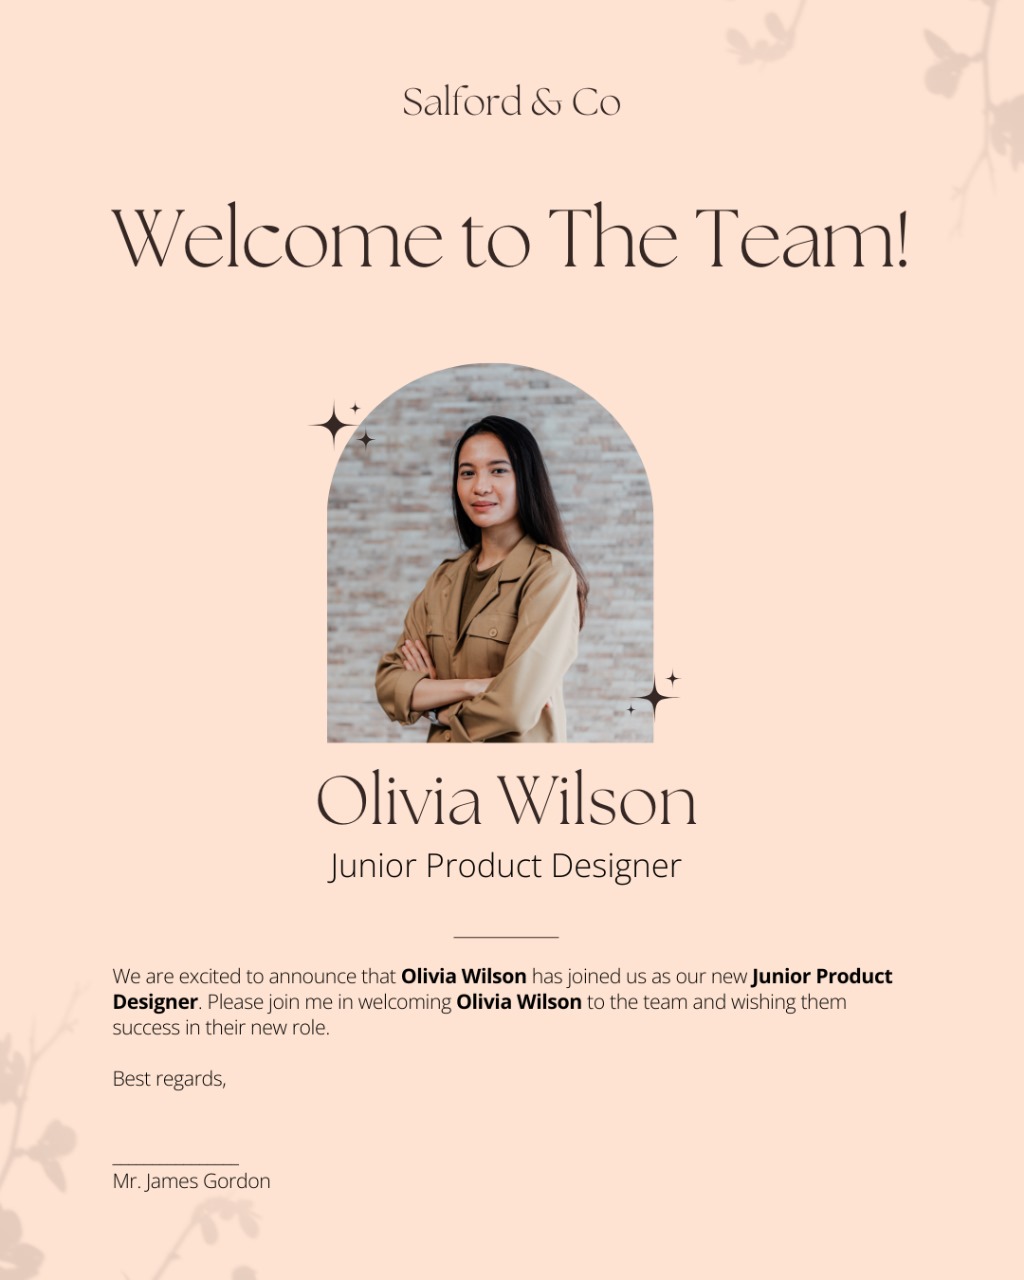 Salford & Co
Welcome to The Team!
Olivia Wilson
Junior Product Designer
We are excited to announce that Olivia Wilson has joined us as our new Junior Product
Designer. Please join me in welcoming Olivia Wilson to the team and wishing them
success in their new role.
Best regards,
Mr. James Gordon